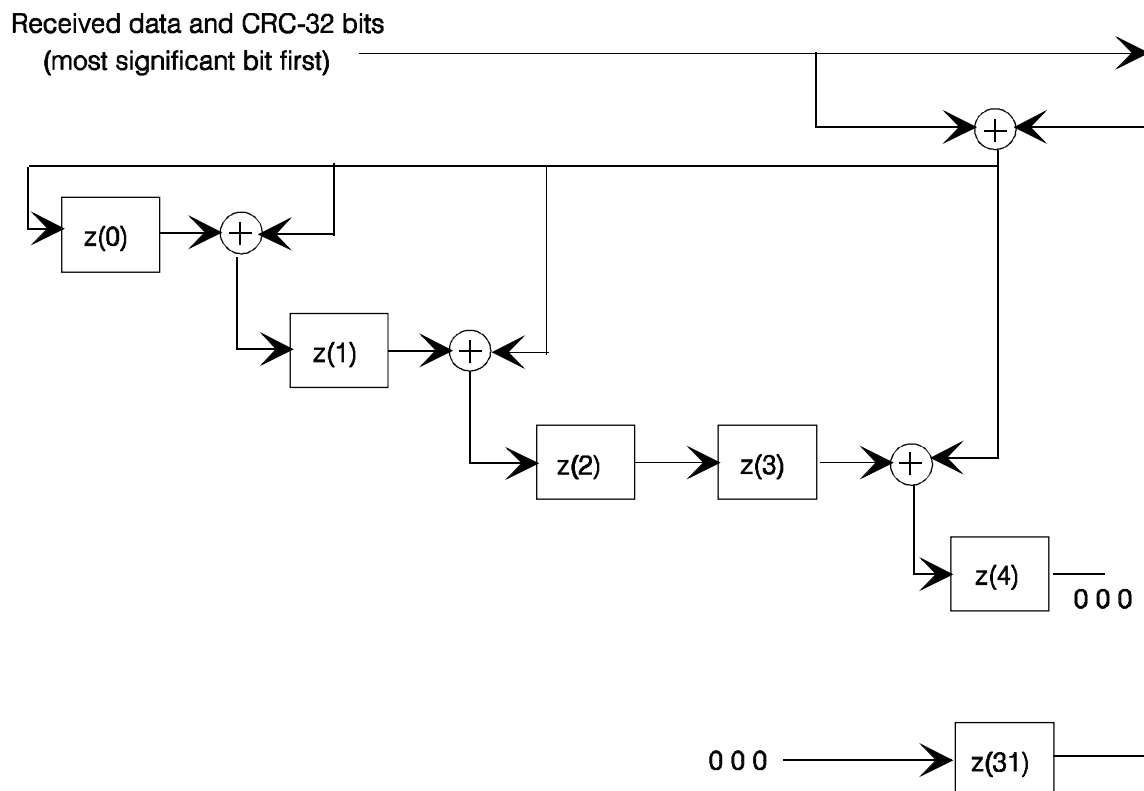 Received data and CRC-32 bits
(most significant bit first)
+
z(0)
+
z(1)
+
z(2)
z(3)
+
z(4)
0 0 0
0 0 0
z(31)